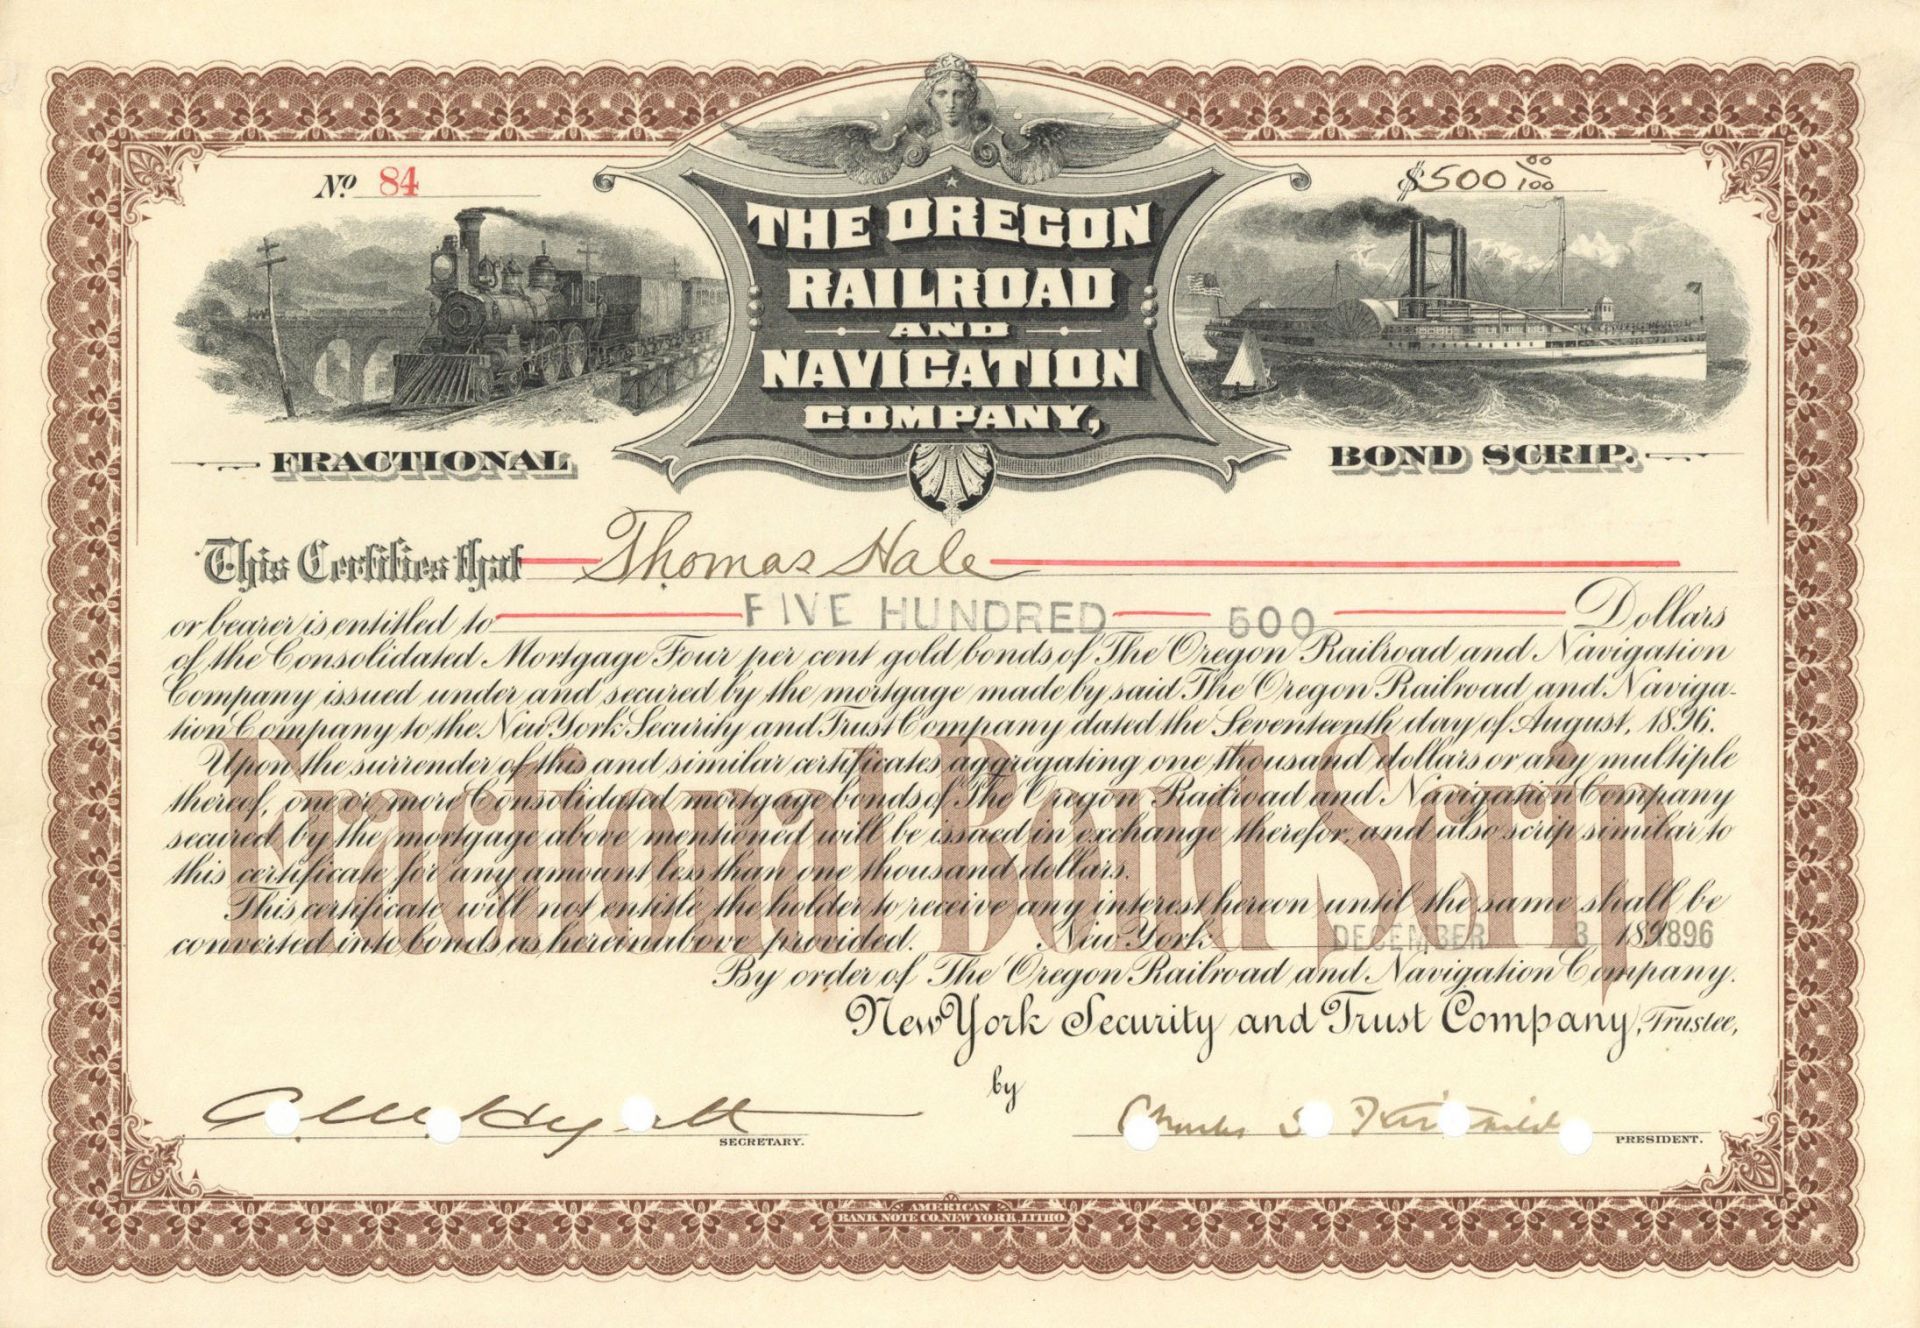 No. 84
$500 00/100
THE OREGON
RAILROAD
AND
NAVIGATION
COMPANY,
FRACTIONAL BOND SCRIP.
This Certifies that Thomas Hale
or bearer is entitled to FIVE HUNDRED 500 Dollars
of the Consolidated Mortgage Four per cent gold bonds of The Oregon Railroad and Navigation
Company issued under and secured by the mortgage made by said The Oregon Railroad and Naviga-
tion Company to the New York Security and Trust Company dated the Seventeenth day of August, 1896.
Upon the surrender of this and similar certificates aggregating one thousand dollars or any multiple
thereof, one or more Consolidated mortgage bonds of The Oregon Railroad and Navigation Company
secured by the mortgage above mentioned will be issued in exchange therefor, and also scrip similar to
this certificate for any amount less than one thousand dollars.
This certificate will not entitle the holder to receive any interest hereon until the same shall be
converted into bonds as hereinabove provided. New York DECEMBER 3 1891896
Fractional Bond Scrip
By order of The Oregon Railroad and Navigation Company.
New York Security and Trust Company, Trustee,
by
Charles S. Fairchild
SECRETARY. PRESIDENT.
AMERICAN
BANK NOTE CO. NEW YORK, LITHO.